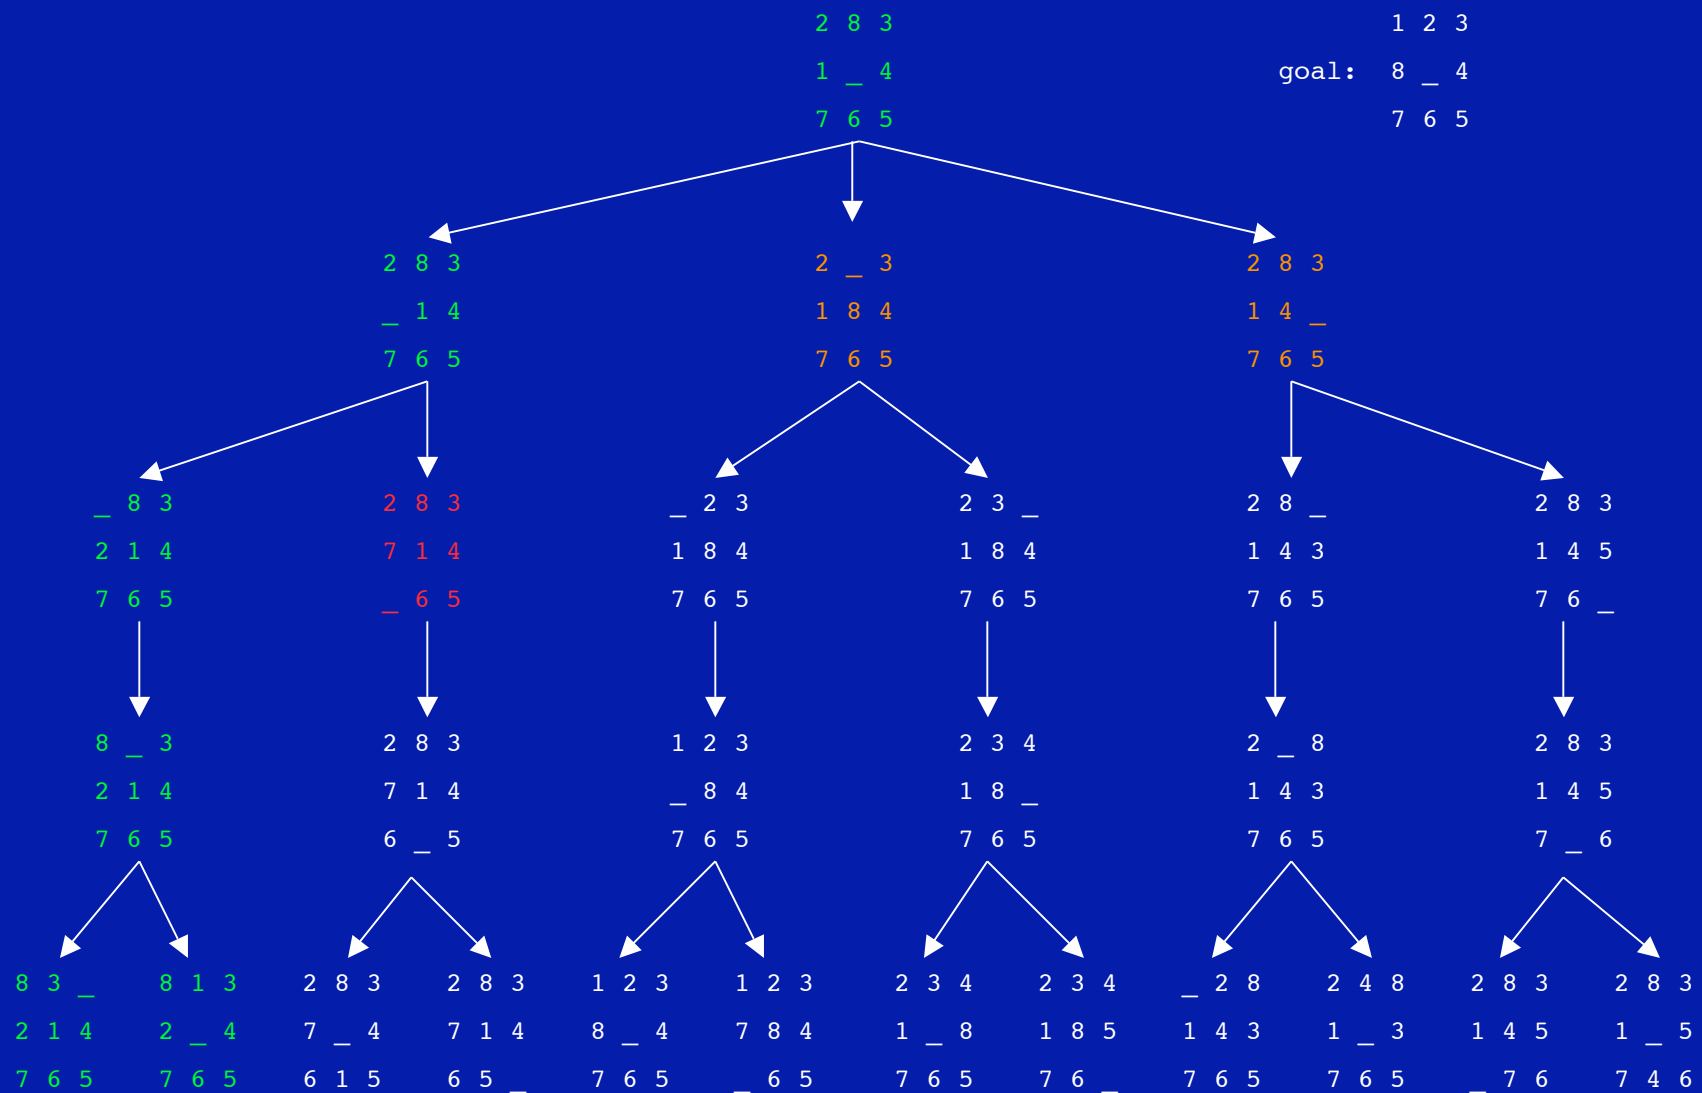 2 8 3
1 2 3
1 _ 4
goal: 8 _ 4
7 6 5
7 6 5
2 8 3
2 _ 3
2 8 3
_ 1 4
1 8 4
1 4 _
7 6 5
7 6 5
7 6 5
_ 8 3
2 8 3
_ 2 3
2 3 _
2 8 _
2 8 3
2 1 4
7 1 4
1 8 4
1 8 4
1 4 3
1 4 5
7 6 5
_ 6 5
7 6 5
7 6 5
7 6 5
7 6 _
8 _ 3
2 8 3
1 2 3
2 3 4
2 _ 8
2 8 3
2 1 4
7 1 4
_ 8 4
1 8 _
1 4 3
1 4 5
7 6 5
6 _ 5
7 6 5
7 6 5
7 6 5
7 _ 6
8 3 _
8 1 3
2 8 3
2 8 3
1 2 3
1 2 3
2 3 4
2 3 4
_ 2 8
2 4 8
2 8 3
2 8 3
2 1 4
2 _ 4
7 _ 4
7 1 4
8 _ 4
7 8 4
1 _ 8
1 8 5
1 4 3
1 _ 3
1 4 5
1 _ 5
7 6 5
7 6 5
6 1 5
6 5 _
7 6 5
_ 6 5
7 6 5
7 6 _
7 6 5
7 6 5
_ 7 6
7 4 6